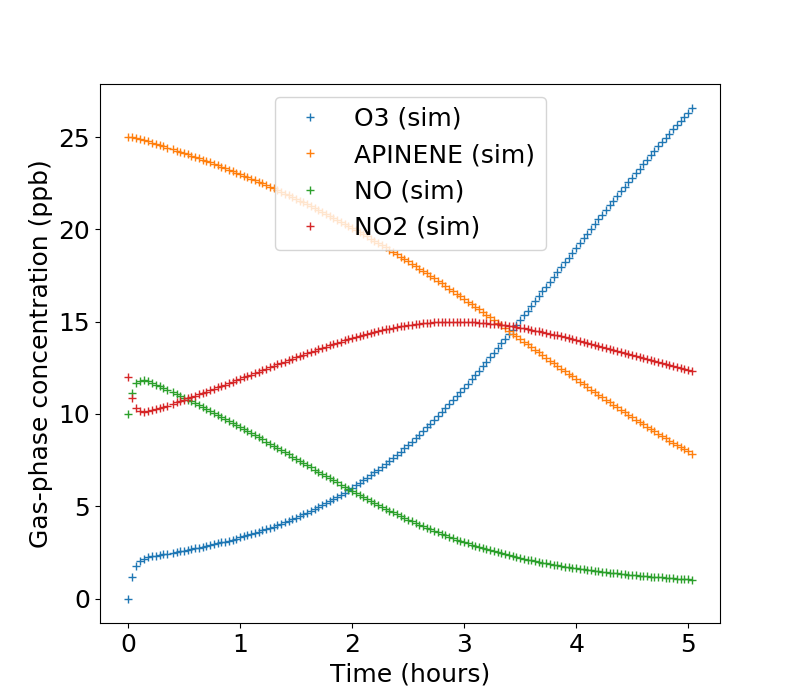 O3 (sim)
APINENE (sim)
NO (sim)
NO2 (sim)
Gas-phase concentration (ppb)
25
20
15
10
5
0
0 1 2 3 4 5
Time (hours)